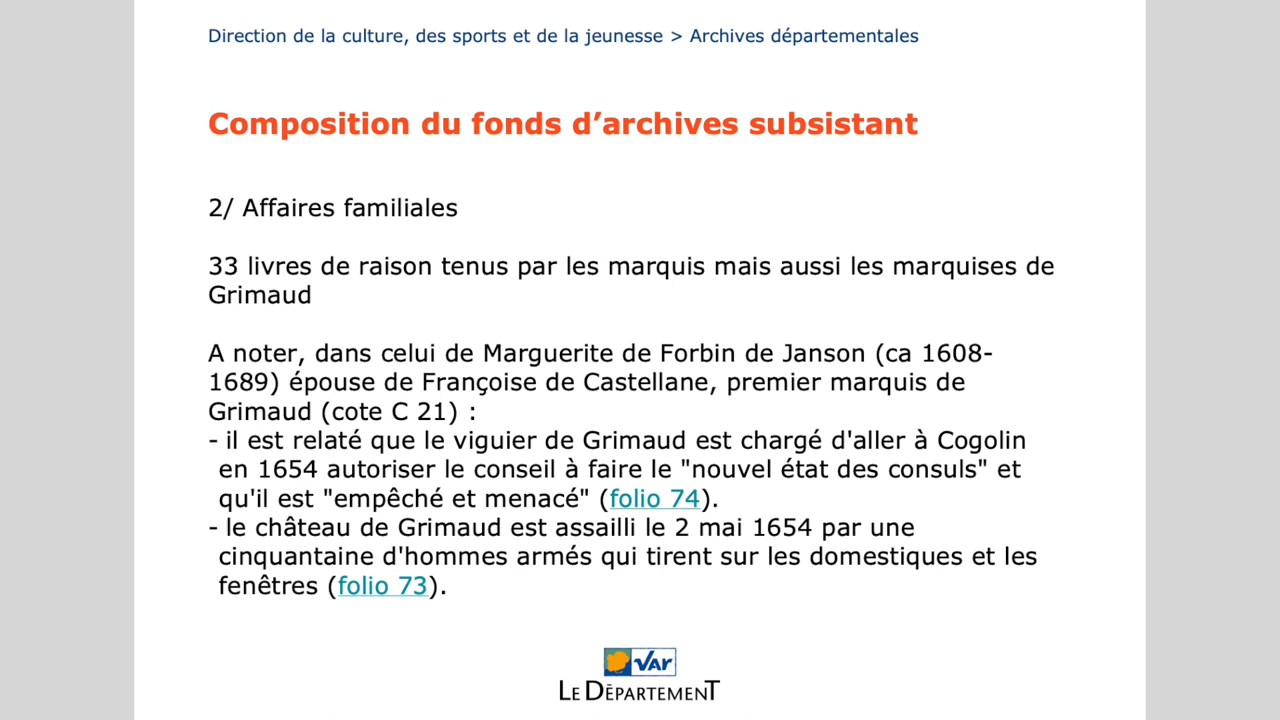 Direction de la culture, des sports et de la jeunesse > Archives départementales
Composition du fonds d’archives subsistant
2/ Affaires familiales
33 livres de raison tenus par les marquis mais aussi les marquises de
Grimaud
A noter, dans celui de Marguerite de Forbin de Janson (ca 1608-
1689) épouse de Françoise de Castellane, premier marquis de
Grimaud (cote C 21) :
- il est relaté que le viguier de Grimaud est chargé d'aller à Cogolin
en 1654 autoriser le conseil à faire le "nouvel état des consuls" et
qu'il est "empêché et menacé" (folio 74).
- le château de Grimaud est assailli le 2 mai 1654 par une
cinquantaine d'hommes armés qui tirent sur les domestiques et les
fenêtres (folio 73).
VAR
LE DÉPARTEMENT